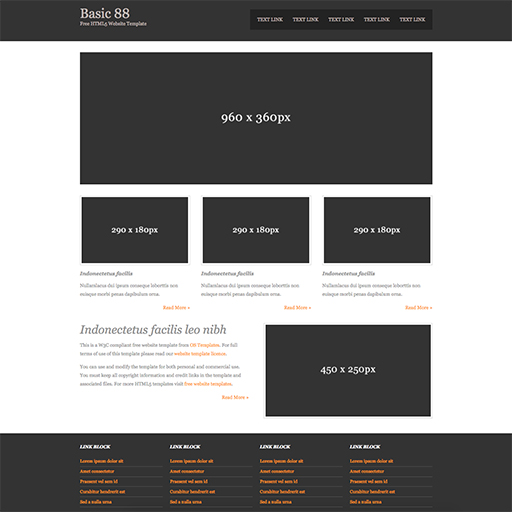 Basic 88
Free HTML5 Website Template
TEXT LINK TEXT LINK TEXT LINK TEXT LINK TEXT LINK
960 x 360px
290 x 180px
290 x 180px
290 x 180px
Indonectetus facilis
Indonectetus facilis
Indonectetus facilis
Nullamlacus dui ipsum conseque loborttis non
euisque morbi penas dapibulum orna.
Read More »
Nullamlacus dui ipsum conseque loborttis non
euisque morbi penas dapibulum orna.
Read More »
Nullamlacus dui ipsum conseque loborttis non
euisque morbi penas dapibulum orna.
Read More »
Indonectetus facilis leo nibh
This is a W3C compliant free website template from OS Templates. For full
terms of use of this template please read our website template licence.
You can use and modify the template for both personal and commercial use.
You must keep all copyright information and credit links in the template and
associated files. For more HTML5 templates visit free website templates.
Read More »
450 x 250px
LINK BLOCK
Lorem ipsum dolor sit
Amet consectetur
Praesent vel sem id
Curabitur hendrerit est
Sed a nulla urna
LINK BLOCK
Lorem ipsum dolor sit
Amet consectetur
Praesent vel sem id
Curabitur hendrerit est
Sed a nulla urna
LINK BLOCK
Lorem ipsum dolor sit
Amet consectetur
Praesent vel sem id
Curabitur hendrerit est
Sed a nulla urna
LINK BLOCK
Lorem ipsum dolor sit
Amet consectetur
Praesent vel sem id
Curabitur hendrerit est
Sed a nulla urna